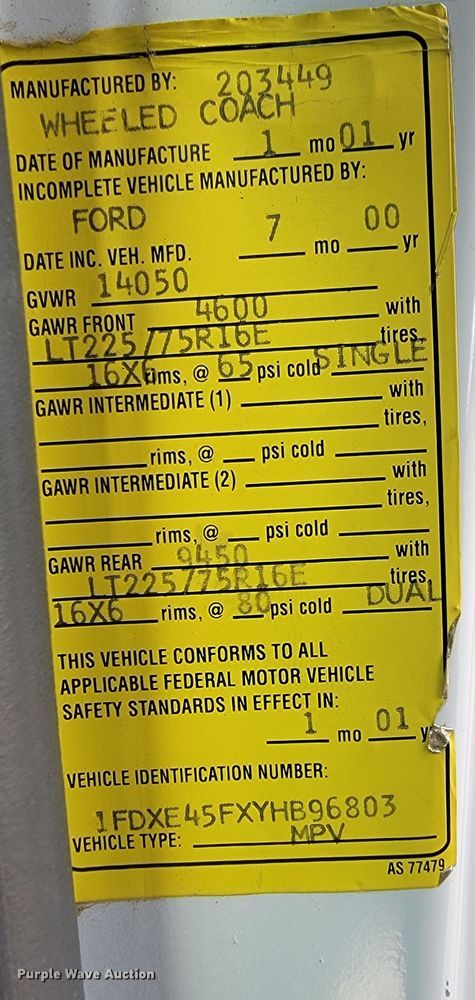 MANUFACTURED BY: 203449
WHEELED COACH
DATE OF MANUFACTURE 1 mo 01 yr
INCOMPLETE VEHICLE MANUFACTURED BY:
FORD
DATE INC. VEH. MFD. 7 mo 00 yr
GVWR 14050
GAWR FRONT 4600 with
LT225/75R16E tires,
16X6 rims, @ 65 psi cold SINGLE
GAWR INTERMEDIATE (1) with
tires,
rims, @ psi cold
GAWR INTERMEDIATE (2) with
tires,
rims, @ psi cold
GAWR REAR 9450 with
LT225/75R16E tires,
16X6 rims, @ 80 psi cold DUAL
THIS VEHICLE CONFORMS TO ALL
APPLICABLE FEDERAL MOTOR VEHICLE
SAFETY STANDARDS IN EFFECT IN:
1 mo 01 y
VEHICLE IDENTIFICATION NUMBER:
1FDXE45FXYHB96803
VEHICLE TYPE: MPV
AS 77479
Purple Wave Auction